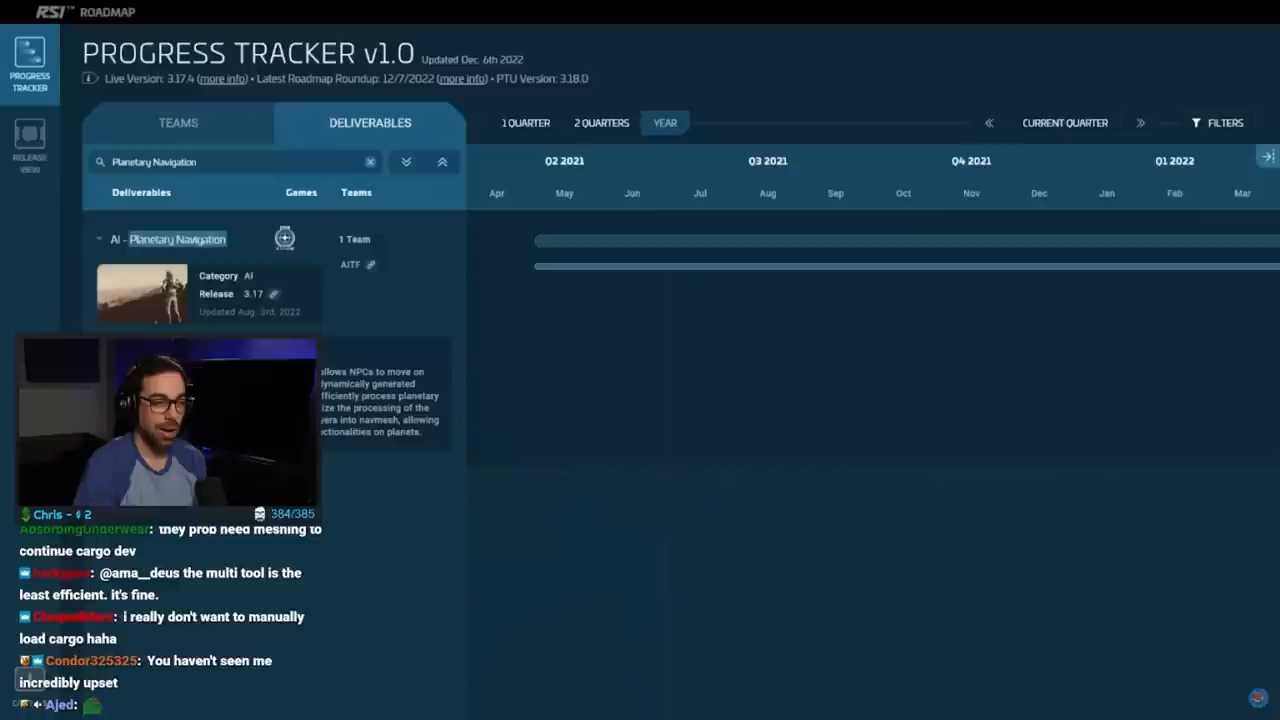 RSI ROADMAP
PROGRESS TRACKER
RELEASE VIEW
PROGRESS TRACKER v1.0 Updated Dec. 6th 2022
Live Version: 3.17.4 (more info) • Latest Roadmap Roundup: 12/7/2022 (more info) • PTU Version: 3.18.0
TEAMS DELIVERABLES 1 QUARTER 2 QUARTERS YEAR CURRENT QUARTER FILTERS
Planetary Navigation
Q2 2021 Q3 2021 Q4 2021 Q1 2022
Deliverables Games Teams Apr May Jun Jul Aug Sep Oct Nov Dec Jan Feb Mar
AI - Planetary Navigation 1 Team
AITF
Category AI
Release 3.17
Updated Aug. 3rd, 2022
allows NPCs to move on
dynamically generated
fficiently process planetary
ize the processing of the
yers into navmesh, allowing
ctionalities on planets.
Chris - $ 2 384/385
AbsorbingUnderwear: they prob need meshing to
continue cargo dev
: @ama__deus the multi tool is the
least efficient. it's fine.
: i really don't want to manually
load cargo haha
Condor325325: You haven't seen me
incredibly upset
Ajed: